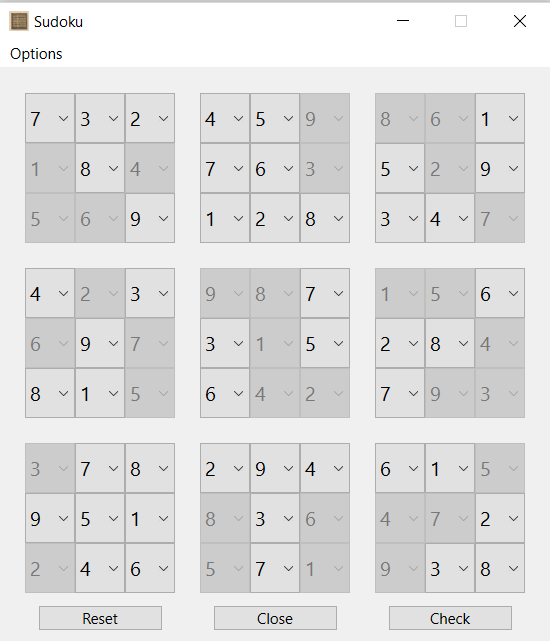 Sudoku
Options
7 3 2 4 5 9 8 6 1
1 8 4 7 6 3 5 2 9
5 6 9 1 2 8 3 4 7
4 2 3 9 8 7 1 5 6
6 9 7 3 1 5 2 8 4
8 1 5 6 4 2 7 9 3
3 7 8 2 9 4 6 1 5
9 5 1 8 3 6 4 7 2
2 4 6 5 7 1 9 3 8
Reset Close Check